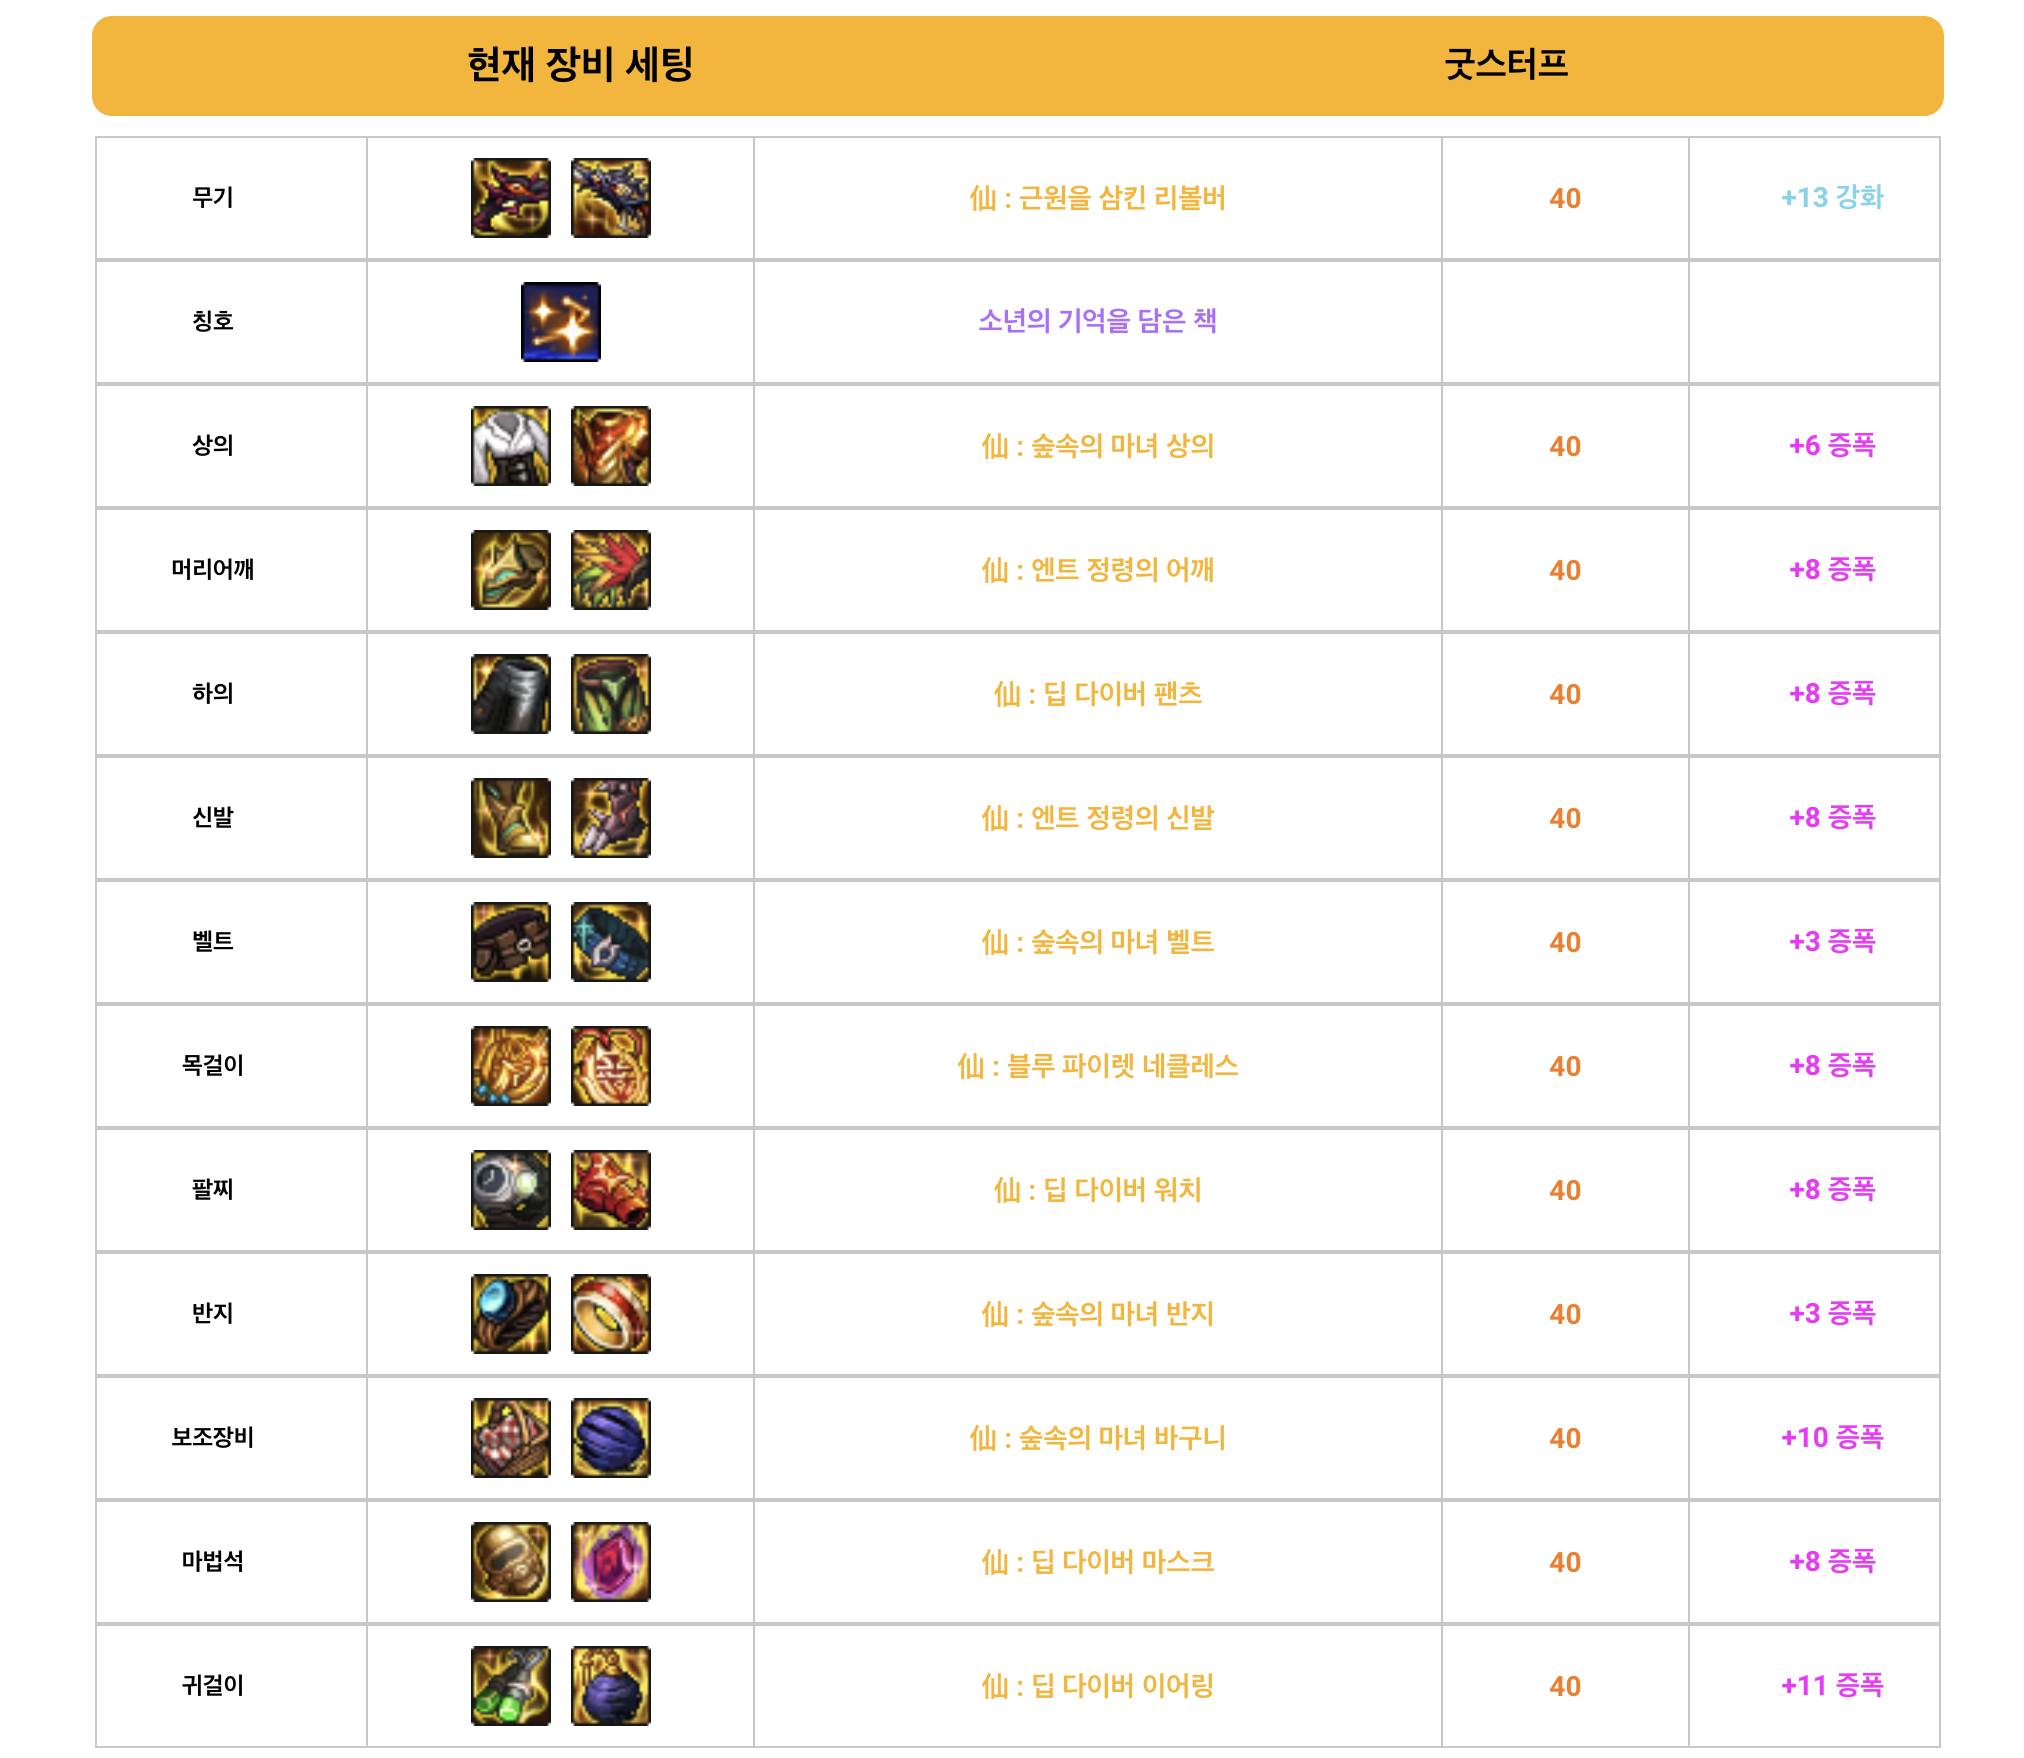 현재 장비 세팅 굿스터프
무기 仙 : 근원을 삼킨 리볼버 40 +13 강화
칭호 소년의 기억을 담은 책
상의 仙 : 숲속의 마녀 상의 40 +6 증폭
머리어깨 仙 : 엔트 정령의 어깨 40 +8 증폭
하의 仙 : 딥 다이버 팬츠 40 +8 증폭
신발 仙 : 엔트 정령의 신발 40 +8 증폭
벨트 仙 : 숲속의 마녀 벨트 40 +3 증폭
목걸이 仙 : 블루 파이렛 네클레스 40 +8 증폭
팔찌 仙 : 딥 다이버 워치 40 +8 증폭
반지 仙 : 숲속의 마녀 반지 40 +3 증폭
보조장비 仙 : 숲속의 마녀 바구니 40 +10 증폭
마법석 仙 : 딥 다이버 마스크 40 +8 증폭
귀걸이 仙 : 딥 다이버 이어링 40 +11 증폭